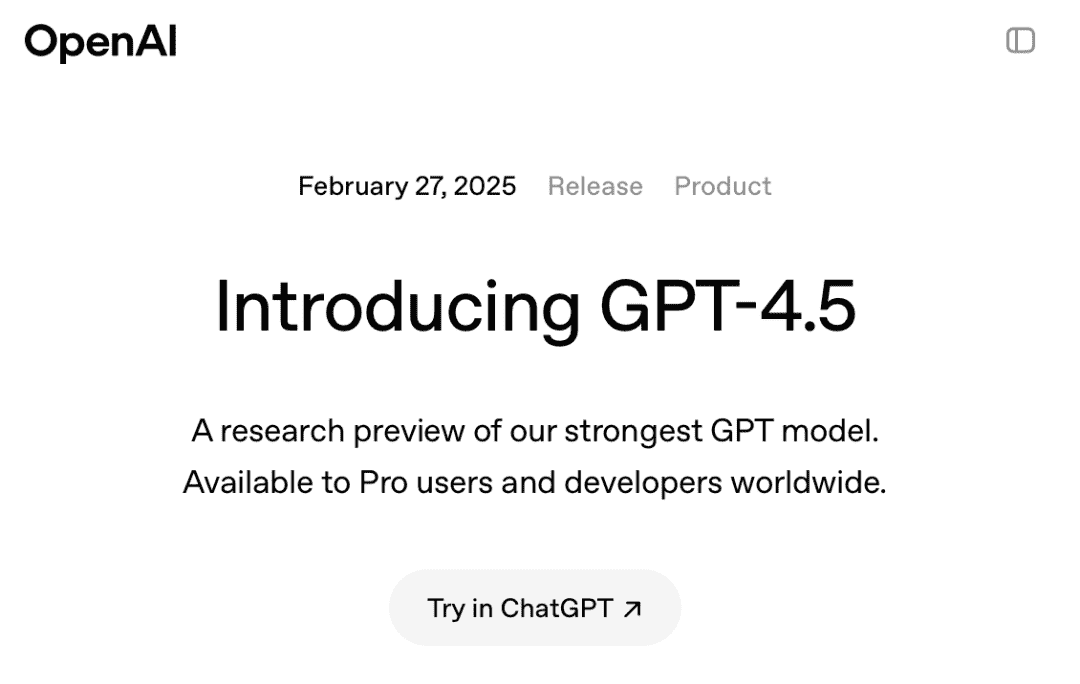 OpenAI
February 27, 2025 Release Product
Introducing GPT-4.5
A research preview of our strongest GPT model.
Available to Pro users and developers worldwide.
Try in ChatGPT ↗